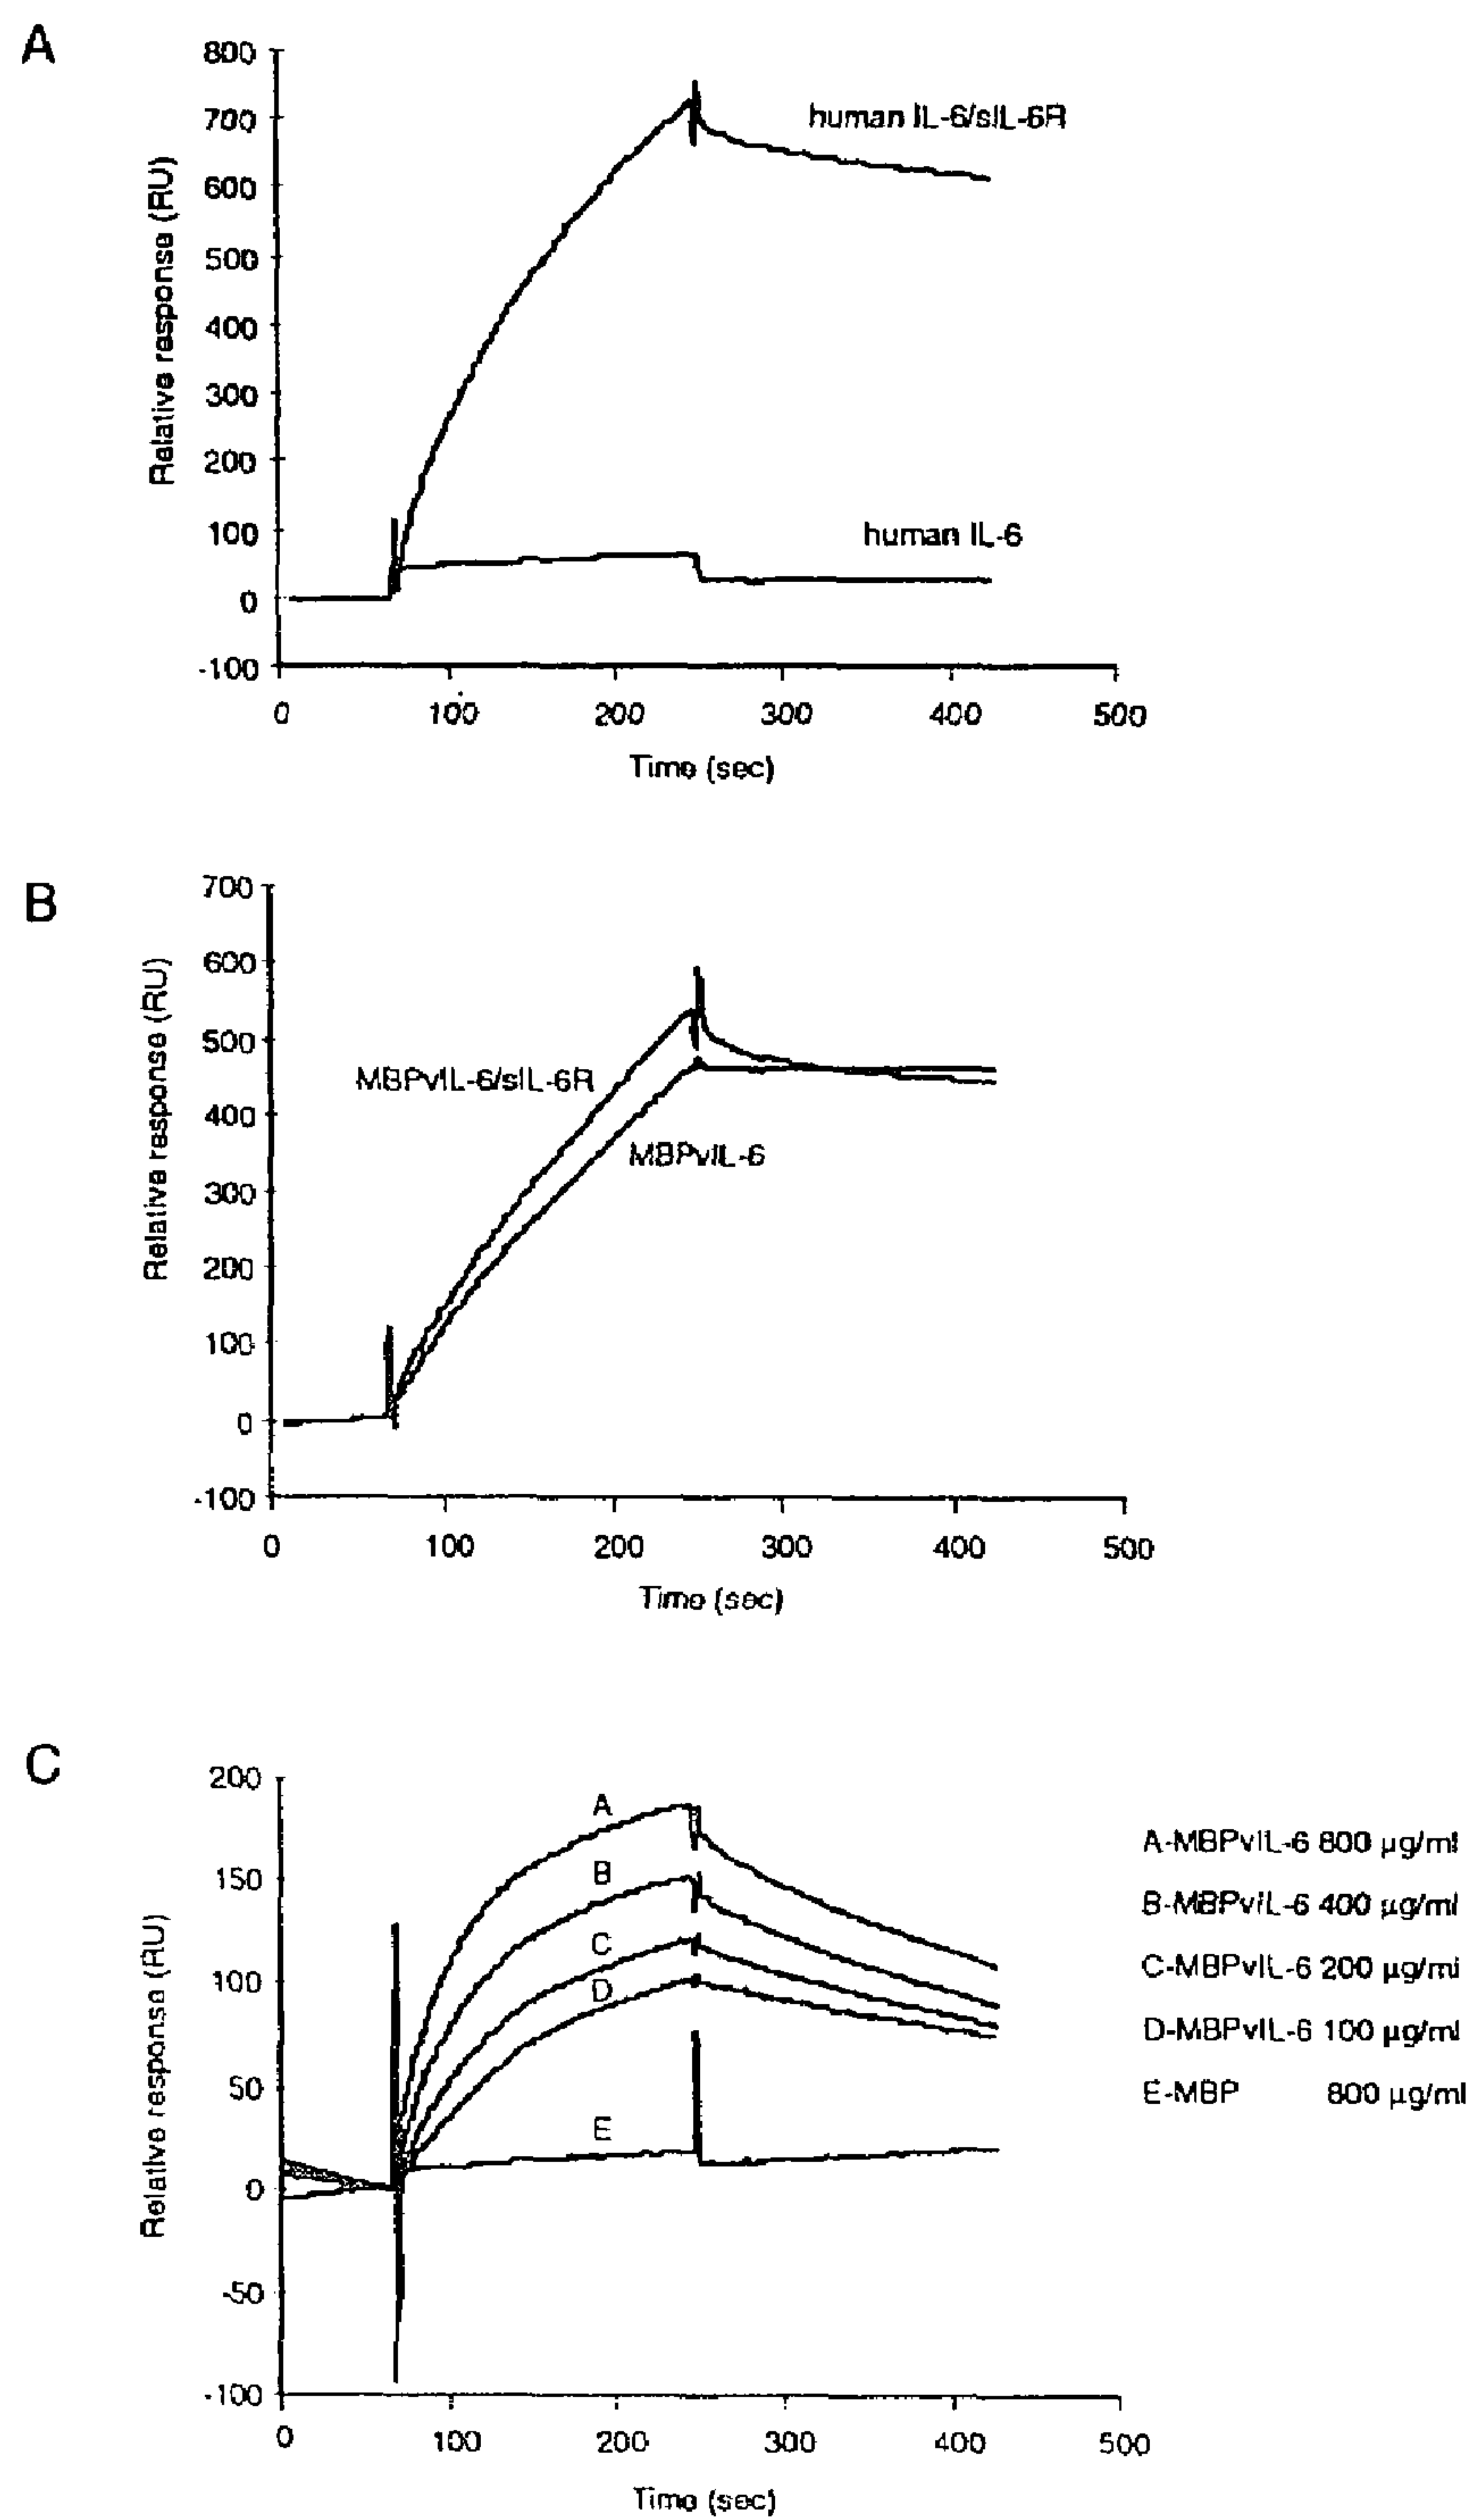 A
800
700
600
500
400
300
200
100
0
-100
Relative response (RU)
human IL-6/sIL-6R
human IL-6
0 100 200 300 400 500
Time (sec)
B
700
600
500
400
300
200
100
0
-100
Relative response (RU)
MBPvIL-6/sIL-6R
MBPvIL-6
0 100 200 300 400 500
Time (sec)
C
200
150
100
50
0
-50
-100
Relative response (RU)
A
B
C
D
E
A-MBPvIL-6 800 µg/ml
B-MBPvIL-6 400 µg/ml
C-MBPvIL-6 200 µg/ml
D-MBPvIL-6 100 µg/ml
E-MBP 800 µg/ml
0 100 200 300 400 500
Time (sec)